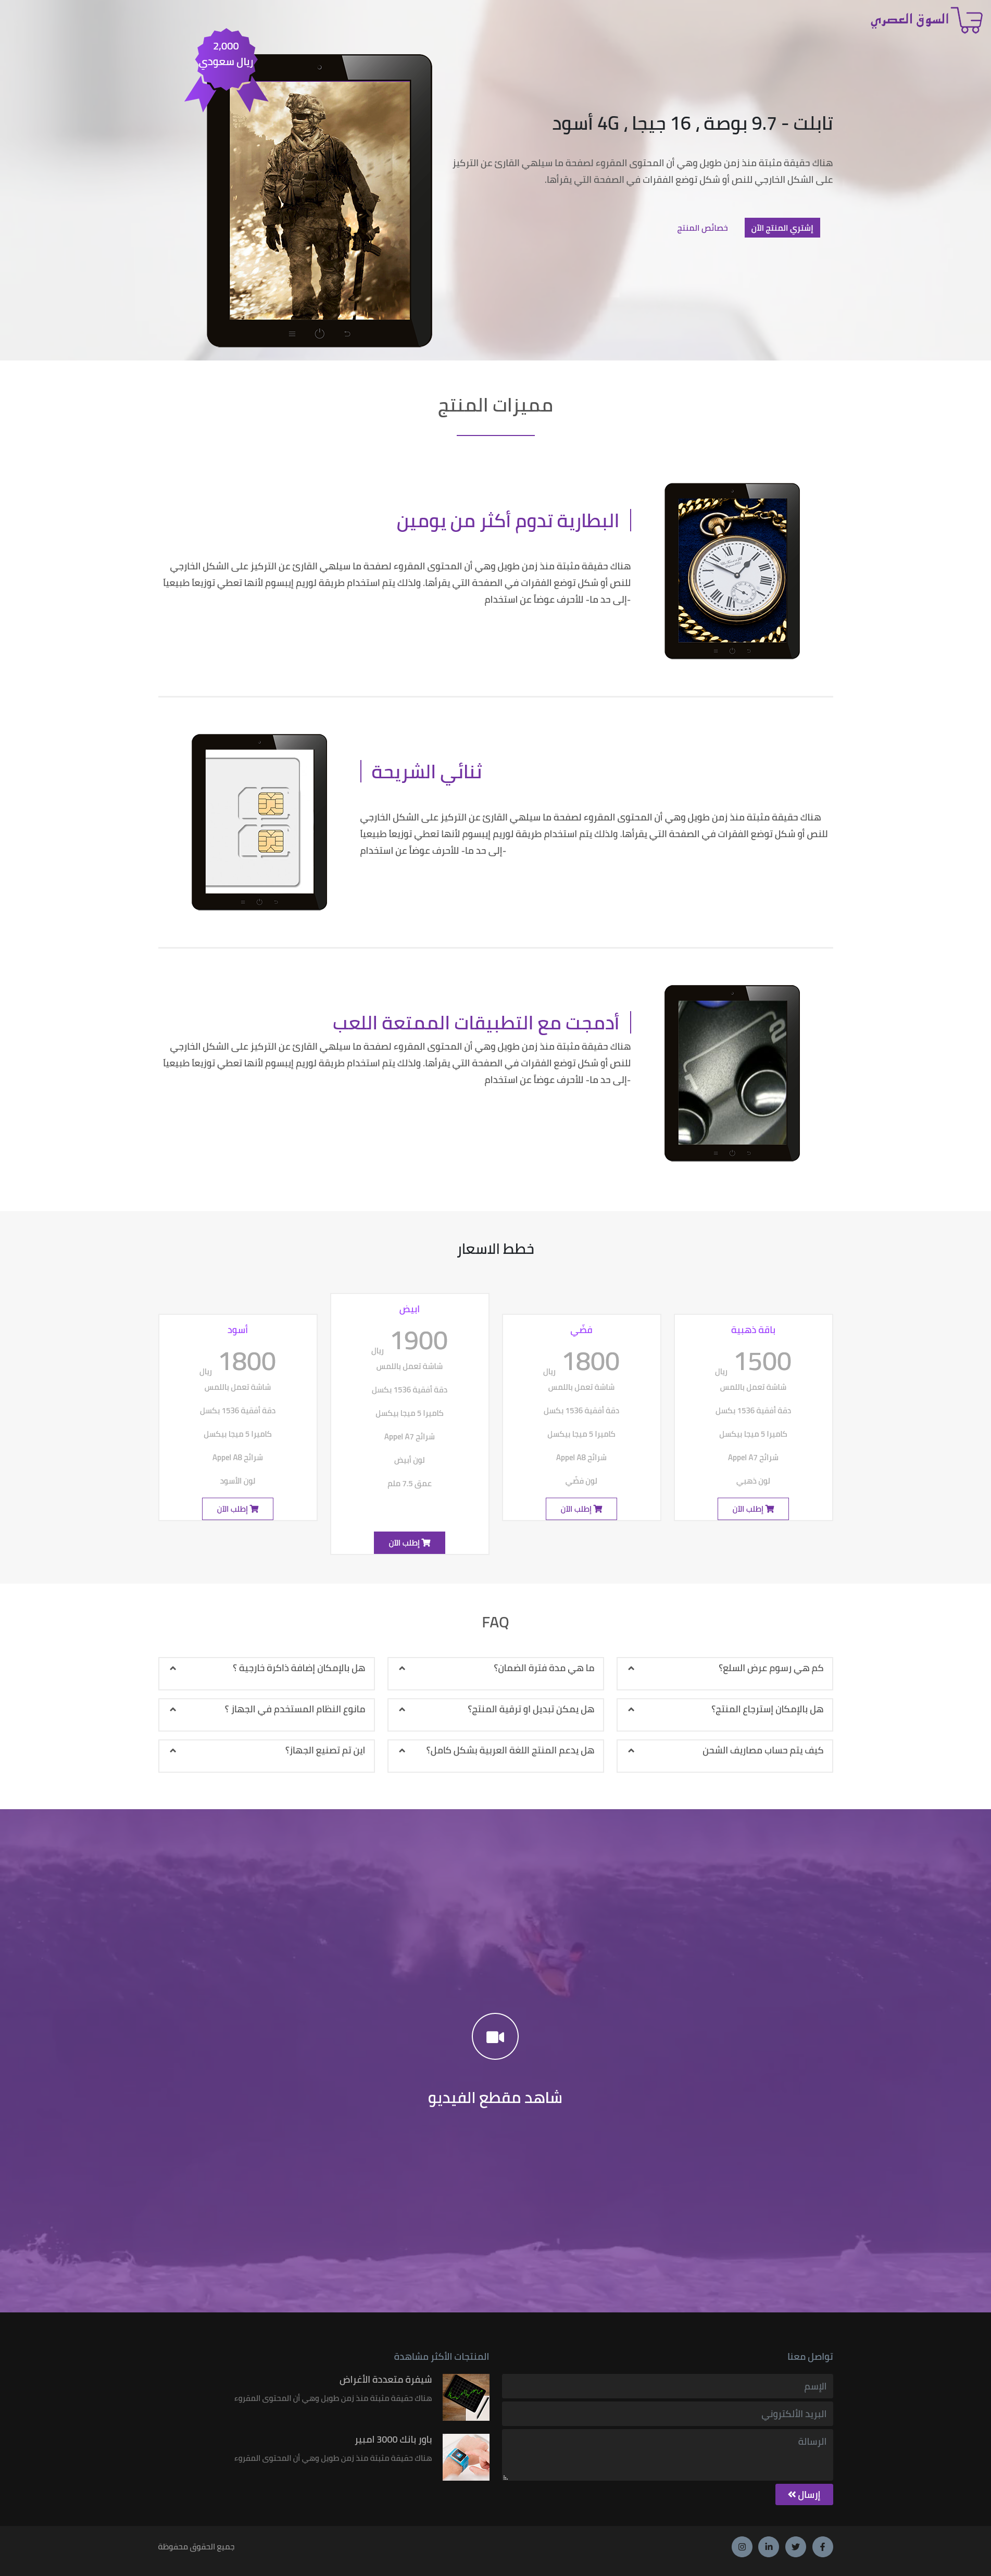 السوق العصري
2,000
ريال سعودي
تابلت - 9.7 بوصة , 16 جيجا , 4G أسود
هناك حقيقة مثبتة منذ زمن طويل وهي أن المحتوى المقروء لصفحة ما سيلهي القارئ عن التركيز
على الشكل الخارجي للنص أو شكل توضع الفقرات في الصفحة التي يقرأها.
إشتري المنتج الأن
خصائص المنتج
مميزات المنتج
البطارية تدوم أكثر من يومين
هناك حقيقة مثبتة منذ زمن طويل وهي أن المحتوى المقروء لصفحة ما سيلهي القارئ عن التركيز على الشكل الخارجي
للنص أو شكل توضع الفقرات في الصفحة التي يقرأها. ولذلك يتم استخدام طريقة لوريم إيبسوم لأنها تعطي توزيعاَ طبيعياَ
-إلى حد ما- للأحرف عوضاً عن استخدام
ثنائي الشريحة
هناك حقيقة مثبتة منذ زمن طويل وهي أن المحتوى المقروء لصفحة ما سيلهي القارئ عن التركيز على الشكل الخارجي
للنص أو شكل توضع الفقرات في الصفحة التي يقرأها. ولذلك يتم استخدام طريقة لوريم إيبسوم لأنها تعطي توزيعاَ طبيعياَ
-إلى حد ما- للأحرف عوضاً عن استخدام
أدمجت مع التطبيقات الممتعة اللعب
هناك حقيقة مثبتة منذ زمن طويل وهي أن المحتوى المقروء لصفحة ما سيلهي القارئ عن التركيز على الشكل الخارجي
للنص أو شكل توضع الفقرات في الصفحة التي يقرأها. ولذلك يتم استخدام طريقة لوريم إيبسوم لأنها تعطي توزيعاَ طبيعياَ
-إلى حد ما- للأحرف عوضاً عن استخدام
1
2
خطط الاسعار
باقة ذهبية
1500 ريال
شاشة تعمل باللمس
دقة أفقية 1536 بكسل
كاميرا 5 ميجا بيكسل
شرائح Appel A7
لون ذهبي
إطلب الآن
فضّي
1800 ريال
شاشة تعمل باللمس
دقة أفقية 1536 بكسل
كاميرا 5 ميجا بيكسل
شرائح Appel A8
لون فضّي
إطلب الآن
ابيض
1900 ريال
شاشة تعمل باللمس
دقة أفقية 1536 بكسل
كاميرا 5 ميجا بيكسل
شرائح Appel A7
لون أبيض
عمق 7.5 ملم
إطلب الآن
أسود
1800 ريال
شاشة تعمل باللمس
دقة أفقية 1536 بكسل
كاميرا 5 ميجا بيكسل
شرائح Appel A8
لون الأسود
إطلب الآن
FAQ
كم هي رسوم عرض السلع؟
ما هي مدة فترة الضمان؟
هل بالإمكان إضافة ذاكرة خارجية ؟
هل بالإمكان إسترجاع المنتج؟
هل يمكن تبديل او ترقية المنتج؟
مانوع النظام المستخدم في الجهاز ؟
كيف يتم حساب مصاريف الشحن
هل يدعم المنتج اللغة العربية بشكل كامل؟
اين تم تصنيع الجهاز؟
شاهد مقطع الفيديو
تواصل معنا
الإسم
البريد الألكتروني
الرسالة
إرسال
المنتجات الأكثر مشاهدة
شيفرة متعددة الأغراض
هناك حقيقة مثبتة منذ زمن طويل وهي أن المحتوى المقروء
باور بانك 3000 امبير
هناك حقيقة مثبتة منذ زمن طويل وهي أن المحتوى المقروء
جميع الحقوق محفوظة